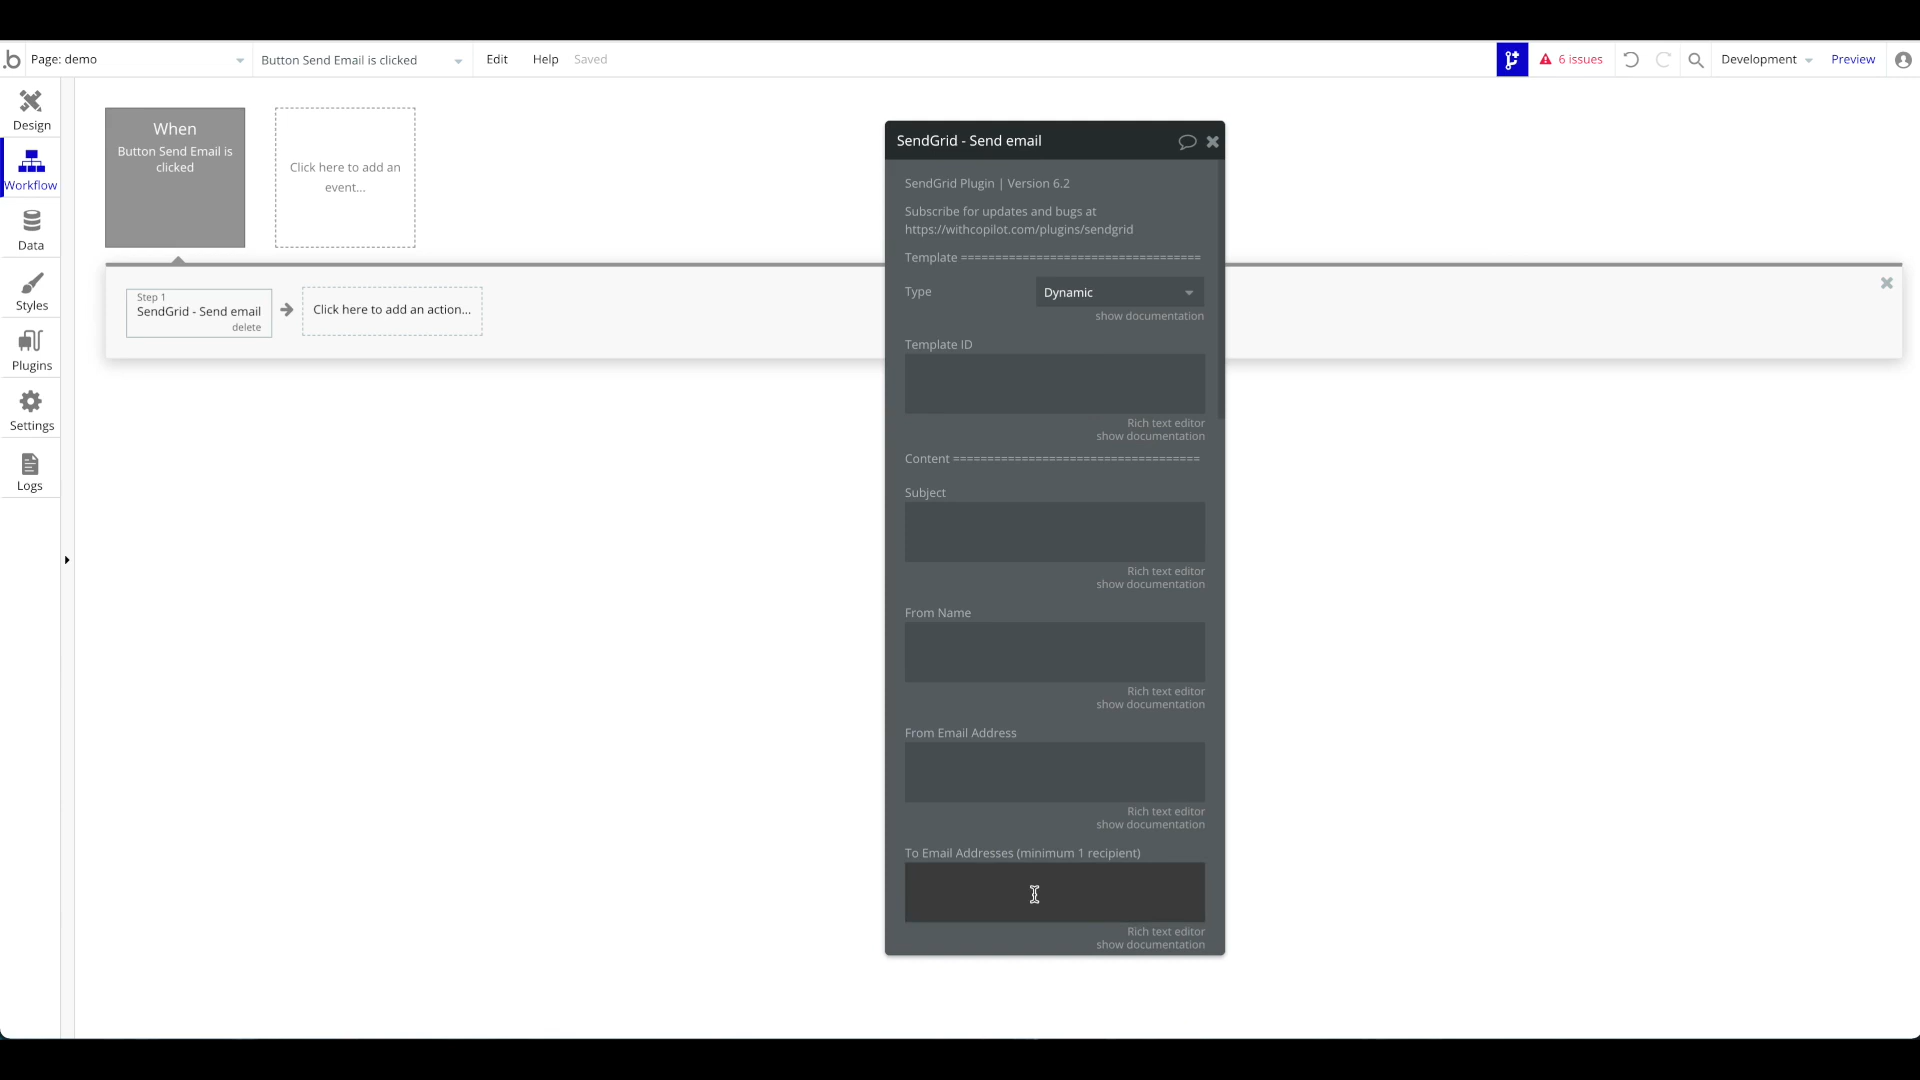 .b
Page: demo
Button Send Email is clicked
Edit
Help
Saved
6 issues
Development
Preview
Design
Workflow
Data
Styles
Plugins
Settings
Logs
When
Button Send Email is
clicked
Click here to add an
event...
Step 1
SendGrid - Send email
delete
Click here to add an action...
SendGrid - Send email
SendGrid Plugin | Version 6.2
Subscribe for updates and bugs at
https://withcopilot.com/plugins/sendgrid
Template ===================================
Type
Dynamic
show documentation
Template ID
Rich text editor
show documentation
Content ====================================
Subject
Rich text editor
show documentation
From Name
Rich text editor
show documentation
From Email Address
Rich text editor
show documentation
To Email Addresses (minimum 1 recipient)
Rich text editor
show documentation